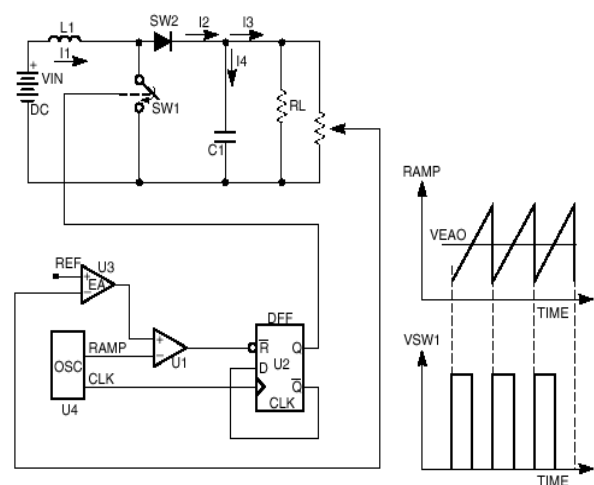 L1
SW2
I2
I3
I1
I4
+
VIN
DC
SW1
C1
RL
REF
U3
+
EA
−
OSC
RAMP
CLK
U4
+
−
U1
DFF
R
Q
D
U2
Q
CLK
RAMP
VEAO
TIME
VSW1
TIME